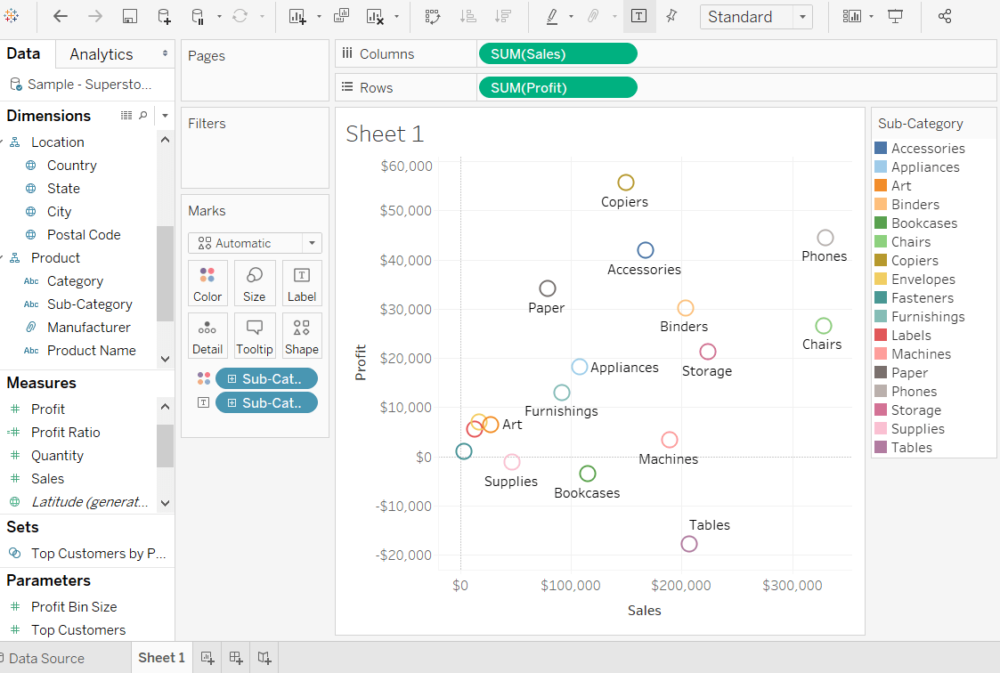 Standard
Data
Analytics
Sample - Supersto...
Dimensions
Location
Country
State
City
Postal Code
Product
Abc Category
Abc Sub-Category
Manufacturer
Abc Product Name
Measures
Profit
Profit Ratio
Quantity
Sales
Latitude (generat...
Sets
Top Customers by P...
Parameters
Profit Bin Size
Top Customers
Pages
Filters
Marks
Automatic
Color
Size
T
Label
Detail
Tooltip
Shape
Sub-Cat..
T
Sub-Cat..
Columns
SUM(Sales)
Rows
SUM(Profit)
Sheet 1
Profit
$60,000
$50,000
$40,000
$30,000
$20,000
$10,000
$0
-$10,000
-$20,000
Copiers
Phones
Accessories
Paper
Binders
Chairs
Appliances
Storage
Furnishings
Art
Machines
Supplies
Bookcases
Tables
$0
$100,000
$200,000
$300,000
Sales
Sub-Category
Accessories
Appliances
Art
Binders
Bookcases
Chairs
Copiers
Envelopes
Fasteners
Furnishings
Labels
Machines
Paper
Phones
Storage
Supplies
Tables
Data Source
Sheet 1